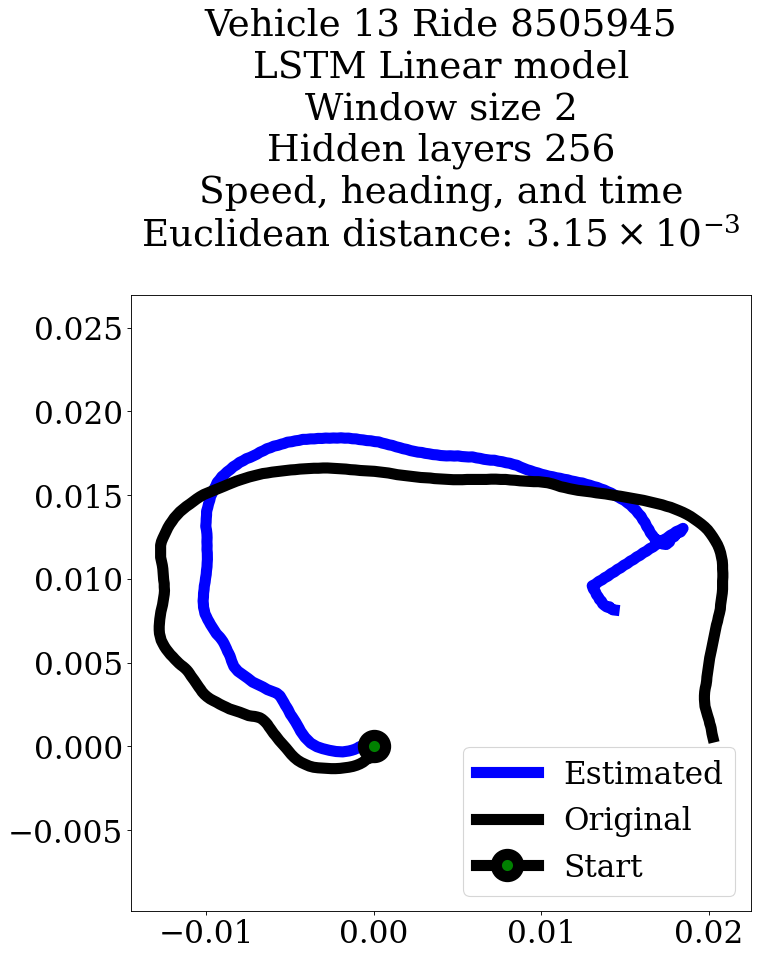 Vehicle 13 Ride 8505945
LSTM Linear model
Window size 2
Hidden layers 256
Speed, heading, and time
Euclidean distance: 3.15 × 10⁻³
0.025
0.020
0.015
0.010
0.005
0.000
−0.005
Estimated
Original
Start
−0.01 0.00 0.01 0.02